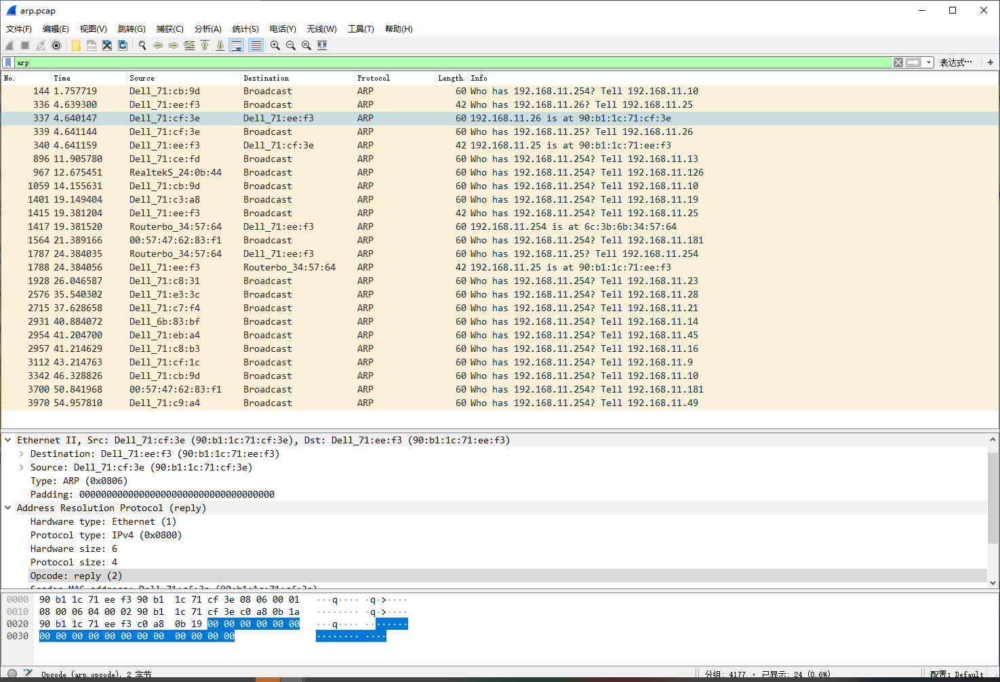 arp.pcap
文件(F) 编辑(E) 视图(V) 跳转(G) 捕获(C) 分析(A) 统计(S) 电话(Y) 无线(W) 工具(T) 帮助(H)
arp 表达式… +
No. Time Source Destination Protocol Length Info
144 1.757719 Dell_71:cb:9d Broadcast ARP 60 Who has 192.168.11.254? Tell 192.168.11.10
336 4.639300 Dell_71:ee:f3 Broadcast ARP 42 Who has 192.168.11.26? Tell 192.168.11.25
337 4.640147 Dell_71:cf:3e Dell_71:ee:f3 ARP 60 192.168.11.26 is at 90:b1:1c:71:cf:3e
339 4.641144 Dell_71:cf:3e Broadcast ARP 60 Who has 192.168.11.25? Tell 192.168.11.26
340 4.641159 Dell_71:ee:f3 Dell_71:cf:3e ARP 42 192.168.11.25 is at 90:b1:1c:71:ee:f3
896 11.905780 Dell_71:ce:fd Broadcast ARP 60 Who has 192.168.11.254? Tell 192.168.11.13
967 12.675451 RealtekS_24:0b:44 Broadcast ARP 60 Who has 192.168.11.254? Tell 192.168.11.126
1059 14.155631 Dell_71:cb:9d Broadcast ARP 60 Who has 192.168.11.254? Tell 192.168.11.10
1401 19.149404 Dell_71:c3:a8 Broadcast ARP 60 Who has 192.168.11.254? Tell 192.168.11.19
1415 19.381204 Dell_71:ee:f3 Broadcast ARP 42 Who has 192.168.11.254? Tell 192.168.11.25
1417 19.381520 Routerbo_34:57:64 Dell_71:ee:f3 ARP 60 192.168.11.254 is at 6c:3b:6b:34:57:64
1564 21.389166 00:57:47:62:83:f1 Broadcast ARP 60 Who has 192.168.11.254? Tell 192.168.11.181
1787 24.384035 Routerbo_34:57:64 Dell_71:ee:f3 ARP 60 Who has 192.168.11.25? Tell 192.168.11.254
1788 24.384056 Dell_71:ee:f3 Routerbo_34:57:64 ARP 42 192.168.11.25 is at 90:b1:1c:71:ee:f3
1928 26.046587 Dell_71:c8:31 Broadcast ARP 60 Who has 192.168.11.254? Tell 192.168.11.23
2576 35.540302 Dell_71:e3:3c Broadcast ARP 60 Who has 192.168.11.254? Tell 192.168.11.28
2715 37.628658 Dell_71:c7:f4 Broadcast ARP 60 Who has 192.168.11.254? Tell 192.168.11.21
2931 40.884072 Dell_6b:83:bf Broadcast ARP 60 Who has 192.168.11.254? Tell 192.168.11.14
2954 41.204700 Dell_71:eb:a4 Broadcast ARP 60 Who has 192.168.11.254? Tell 192.168.11.45
2957 41.214629 Dell_71:c8:b3 Broadcast ARP 60 Who has 192.168.11.254? Tell 192.168.11.16
3112 43.214763 Dell_71:cf:1c Broadcast ARP 60 Who has 192.168.11.254? Tell 192.168.11.9
3342 46.328826 Dell_71:cb:9d Broadcast ARP 60 Who has 192.168.11.254? Tell 192.168.11.10
3700 50.841968 00:57:47:62:83:f1 Broadcast ARP 60 Who has 192.168.11.254? Tell 192.168.11.181
3970 54.957810 Dell_71:c9:a4 Broadcast ARP 60 Who has 192.168.11.254? Tell 192.168.11.49
Ethernet II, Src: Dell_71:cf:3e (90:b1:1c:71:cf:3e), Dst: Dell_71:ee:f3 (90:b1:1c:71:ee:f3)
Destination: Dell_71:ee:f3 (90:b1:1c:71:ee:f3)
Source: Dell_71:cf:3e (90:b1:1c:71:cf:3e)
Type: ARP (0x0806)
Padding: 000000000000000000000000000000000000
Address Resolution Protocol (reply)
Hardware type: Ethernet (1)
Protocol type: IPv4 (0x0800)
Hardware size: 6
Protocol size: 4
Opcode: reply (2)
Sender MAC address: Dell_71:cf:3e (90:b1:1c:71:cf:3e)
0000 90 b1 1c 71 ee f3 90 b1 1c 71 cf 3e 08 06 00 01 ···q···· ·q·>····
0010 08 00 06 04 00 02 90 b1 1c 71 cf 3e c0 a8 0b 1a ········ ·q·>····
0020 90 b1 1c 71 ee f3 c0 a8 0b 19 00 00 00 00 00 00 ···q···· ········
0030 00 00 00 00 00 00 00 00 00 00 00 00 ········ ····
Opcode (arp.opcode), 2 字节 分组: 4177 · 已显示: 24 (0.6%) 配置: Default